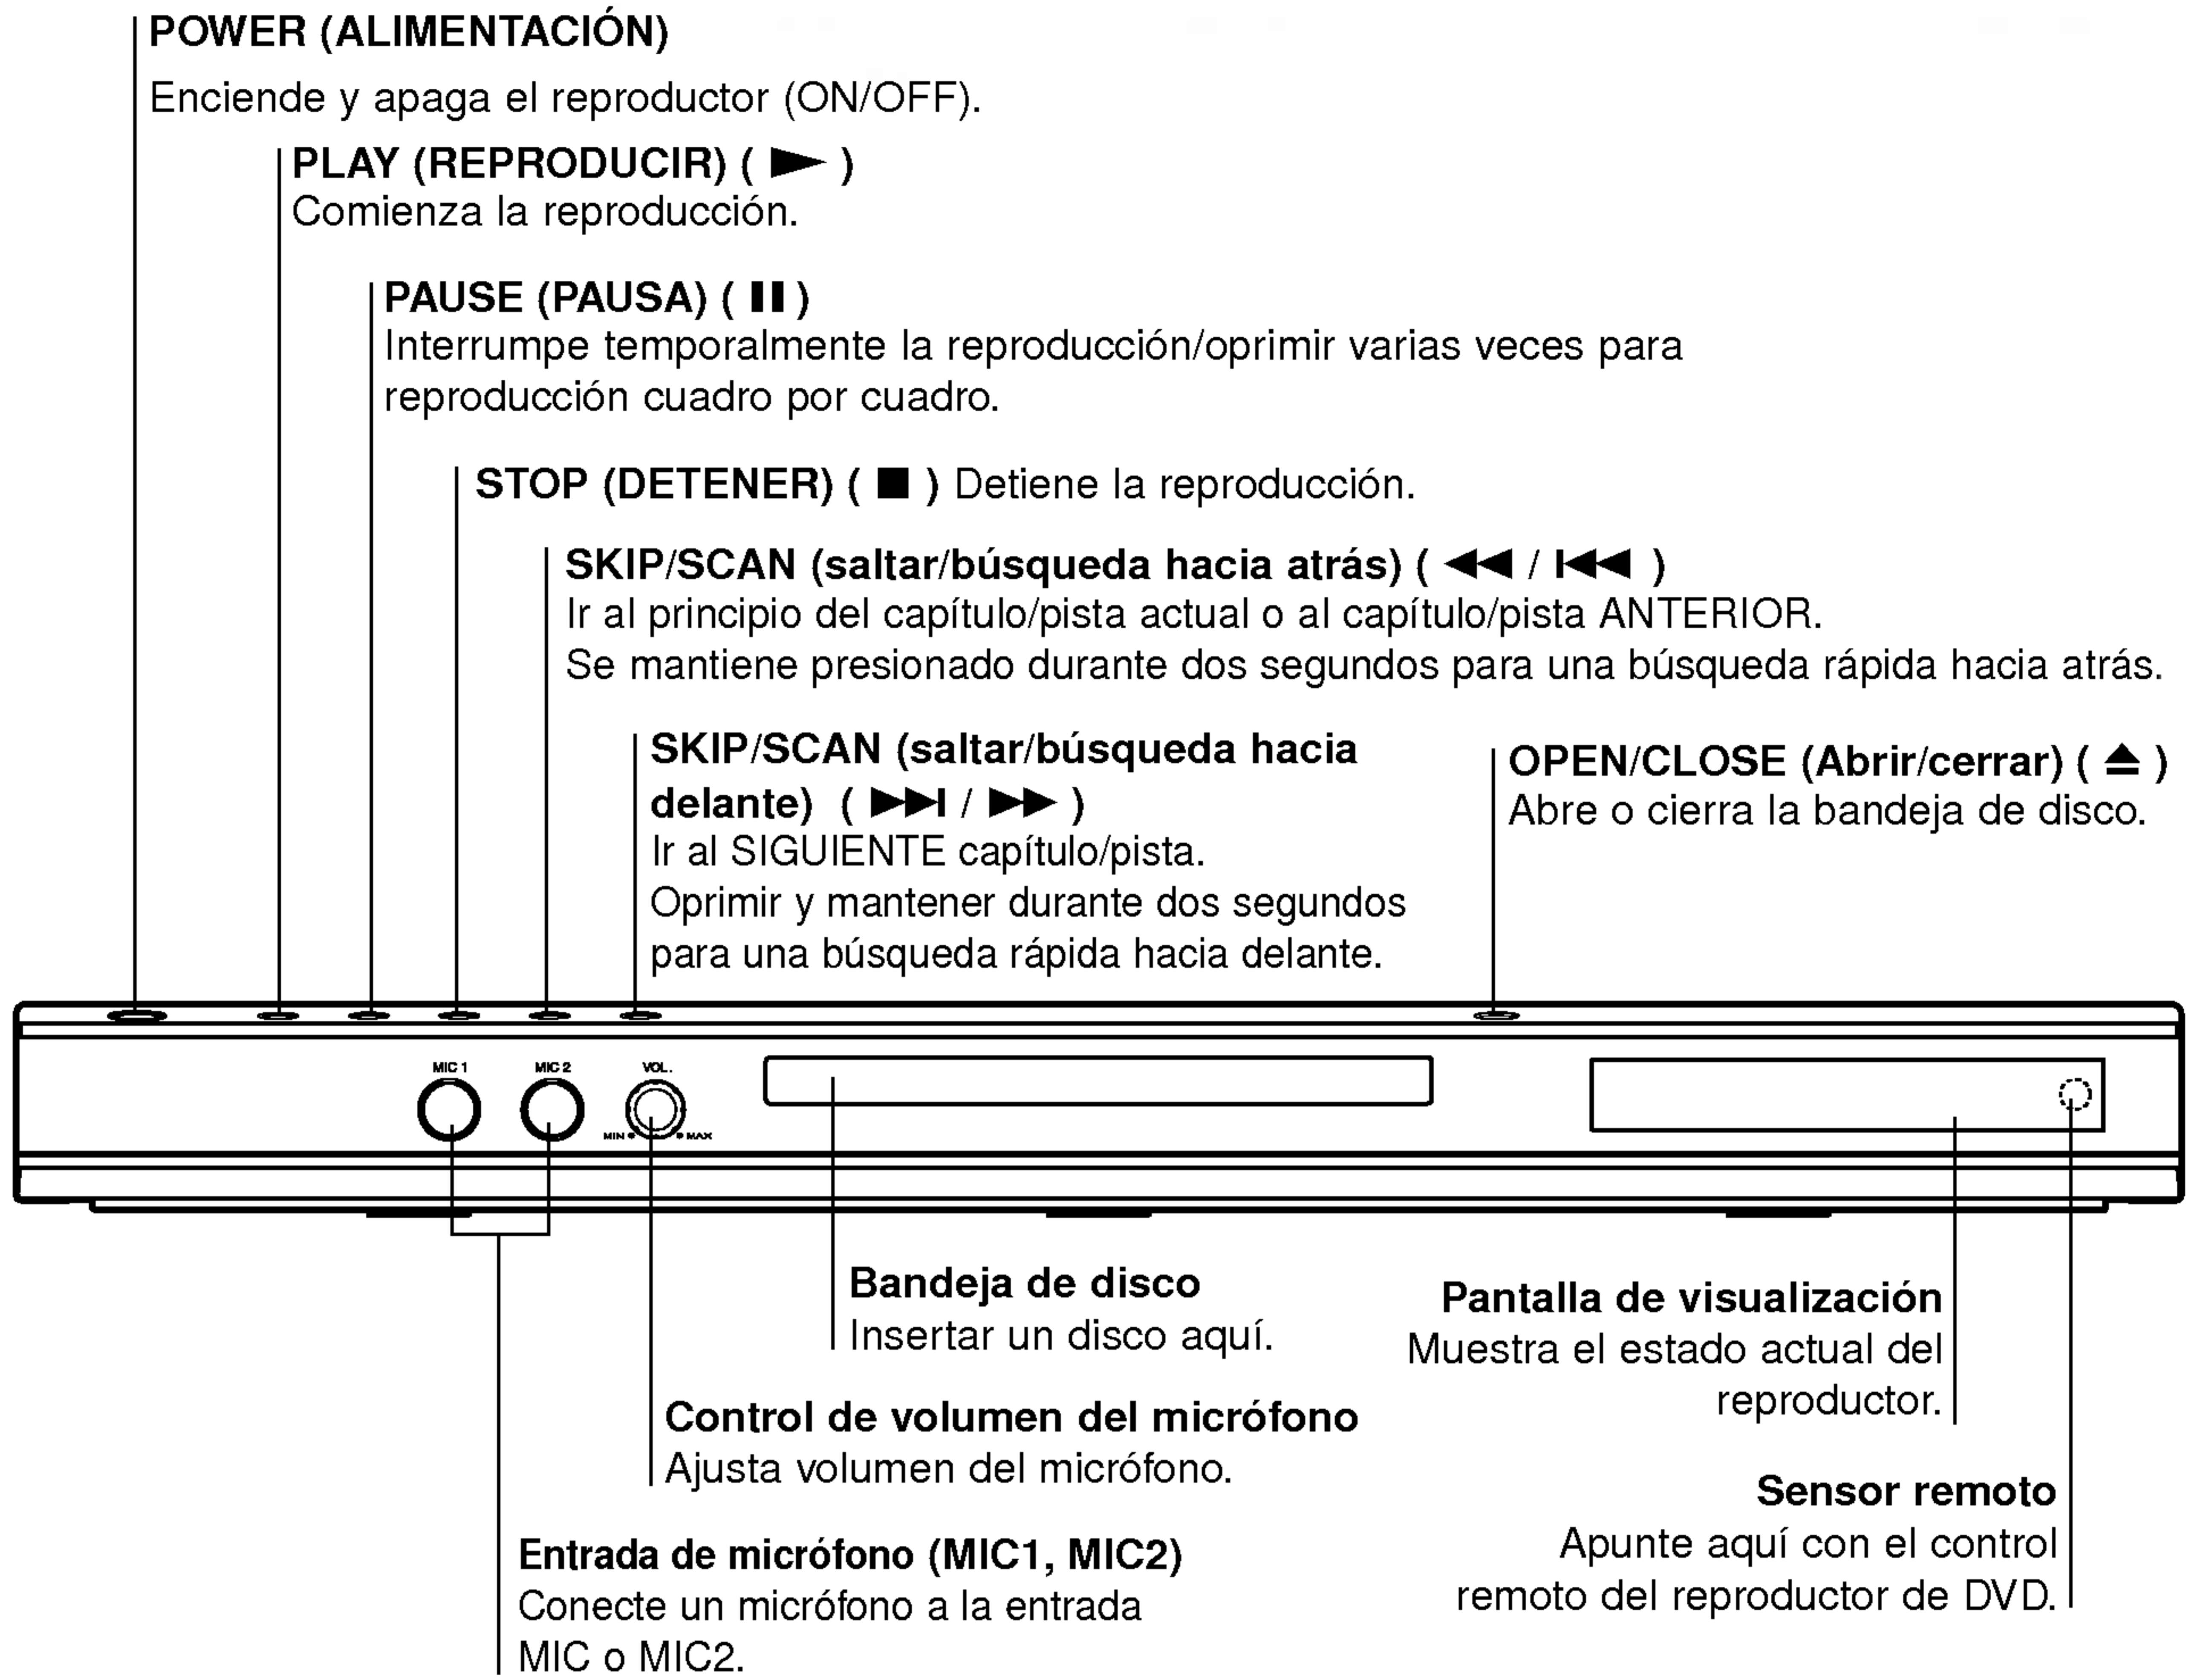 POWER (ALIMENTACIÓN)
Enciende y apaga el reproductor (ON/OFF).
PLAY (REPRODUCIR) ( ► )
Comienza la reproducción.
PAUSE (PAUSA) ( ❚❚ )
Interrumpe temporalmente la reproducción/oprimir varias veces para
reproducción cuadro por cuadro.
STOP (DETENER) ( ■ ) Detiene la reproducción.
SKIP/SCAN (saltar/búsqueda hacia atrás) ( ◄◄ / I◄◄ )
Ir al principio del capítulo/pista actual o al capítulo/pista ANTERIOR.
Se mantiene presionado durante dos segundos para una búsqueda rápida hacia atrás.
SKIP/SCAN (saltar/búsqueda hacia
delante) ( ►►I / ►► )
Ir al SIGUIENTE capítulo/pista.
Oprimir y mantener durante dos segundos
para una búsqueda rápida hacia delante.
OPEN/CLOSE (Abrir/cerrar) ( ⏏ )
Abre o cierra la bandeja de disco.
MIC 1 MIC 2 VOL.
MIN MAX
Bandeja de disco
Insertar un disco aquí.
Pantalla de visualización
Muestra el estado actual del
reproductor.
Control de volumen del micrófono
Ajusta volumen del micrófono.
Sensor remoto
Apunte aquí con el control
remoto del reproductor de DVD.
Entrada de micrófono (MIC1, MIC2)
Conecte un micrófono a la entrada
MIC o MIC2.